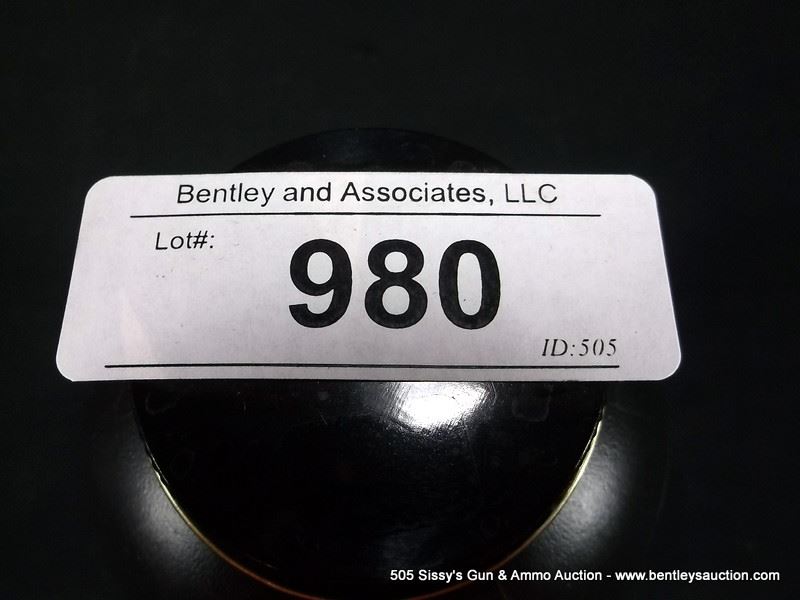 Bentley and Associates, LLC
Lot#:
980
ID:505
505 Sissy's Gun & Ammo Auction - www.bentleysauction.com